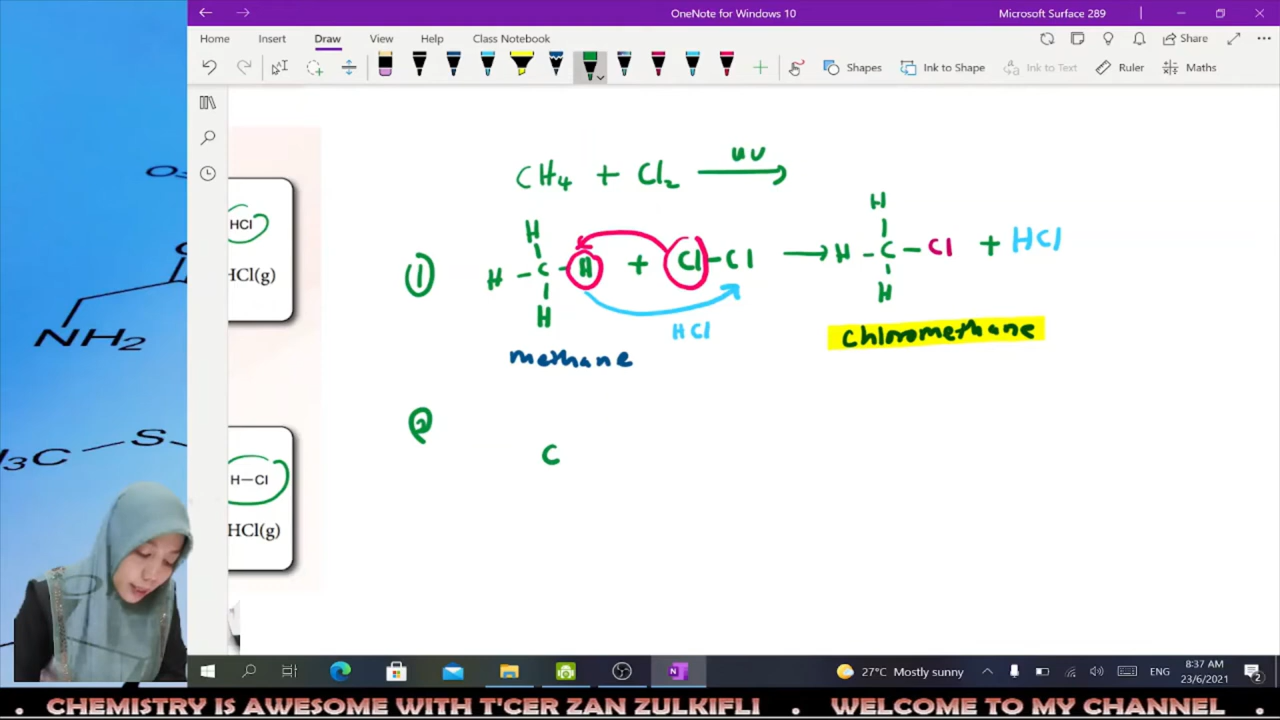 OneNote for Windows 10
Microsoft Surface 289
Home Insert Draw View Help Class Notebook
Share
Shapes Ink to Shape Ink to Text Ruler Maths
CH4 + Cl2 → uv
① H
H - C - H + Cl - Cl → H - C - Cl + HCl
H
H
H
HCl
methane
chloromethane
②
C
HCl
HCl(g)
H—Cl
HCl(g)
NH2
3C
S
O
27°C Mostly sunny
ENG
8:37 AM
23/6/2021
2
. CHEMISTRY IS AWESOME WITH T'CER ZAN ZULKIFLI . WELCOME TO MY CHANNEL .